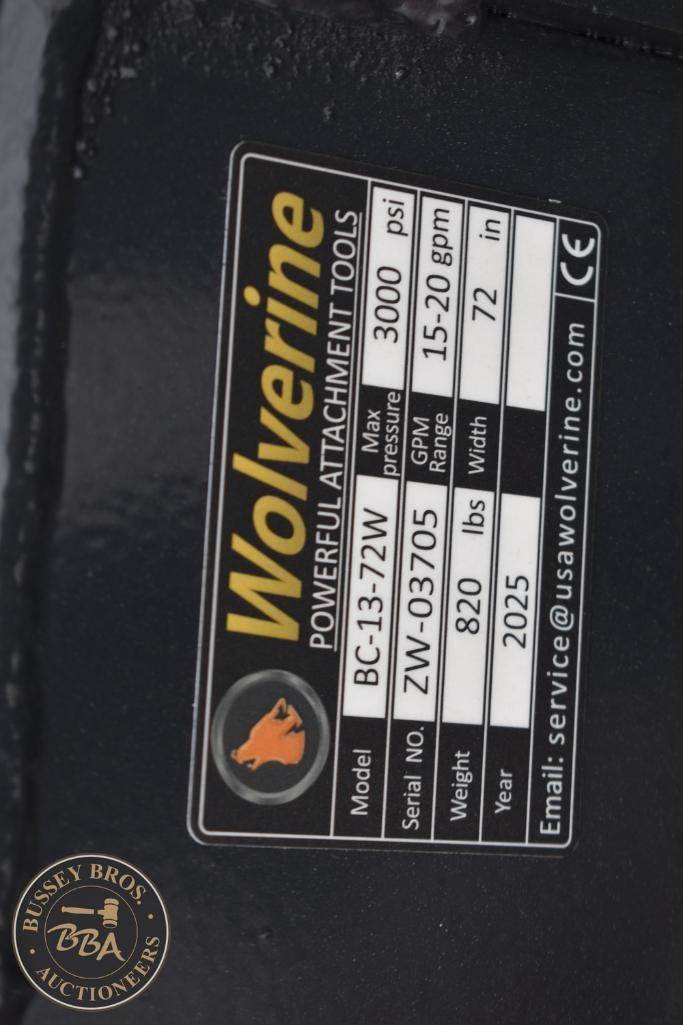 Wolverine
POWERFUL ATTACHMENT TOOLS
Model BC-13-72W Max pressure 3000 psi
Serial NO. ZW-03705 GPM Range 15-20 gpm
Weight 820 lbs Width 72 in
Year 2025
Email: service@usawolverine.com CE
BUSSEY BROS.
BBA
AUCTIONEERS